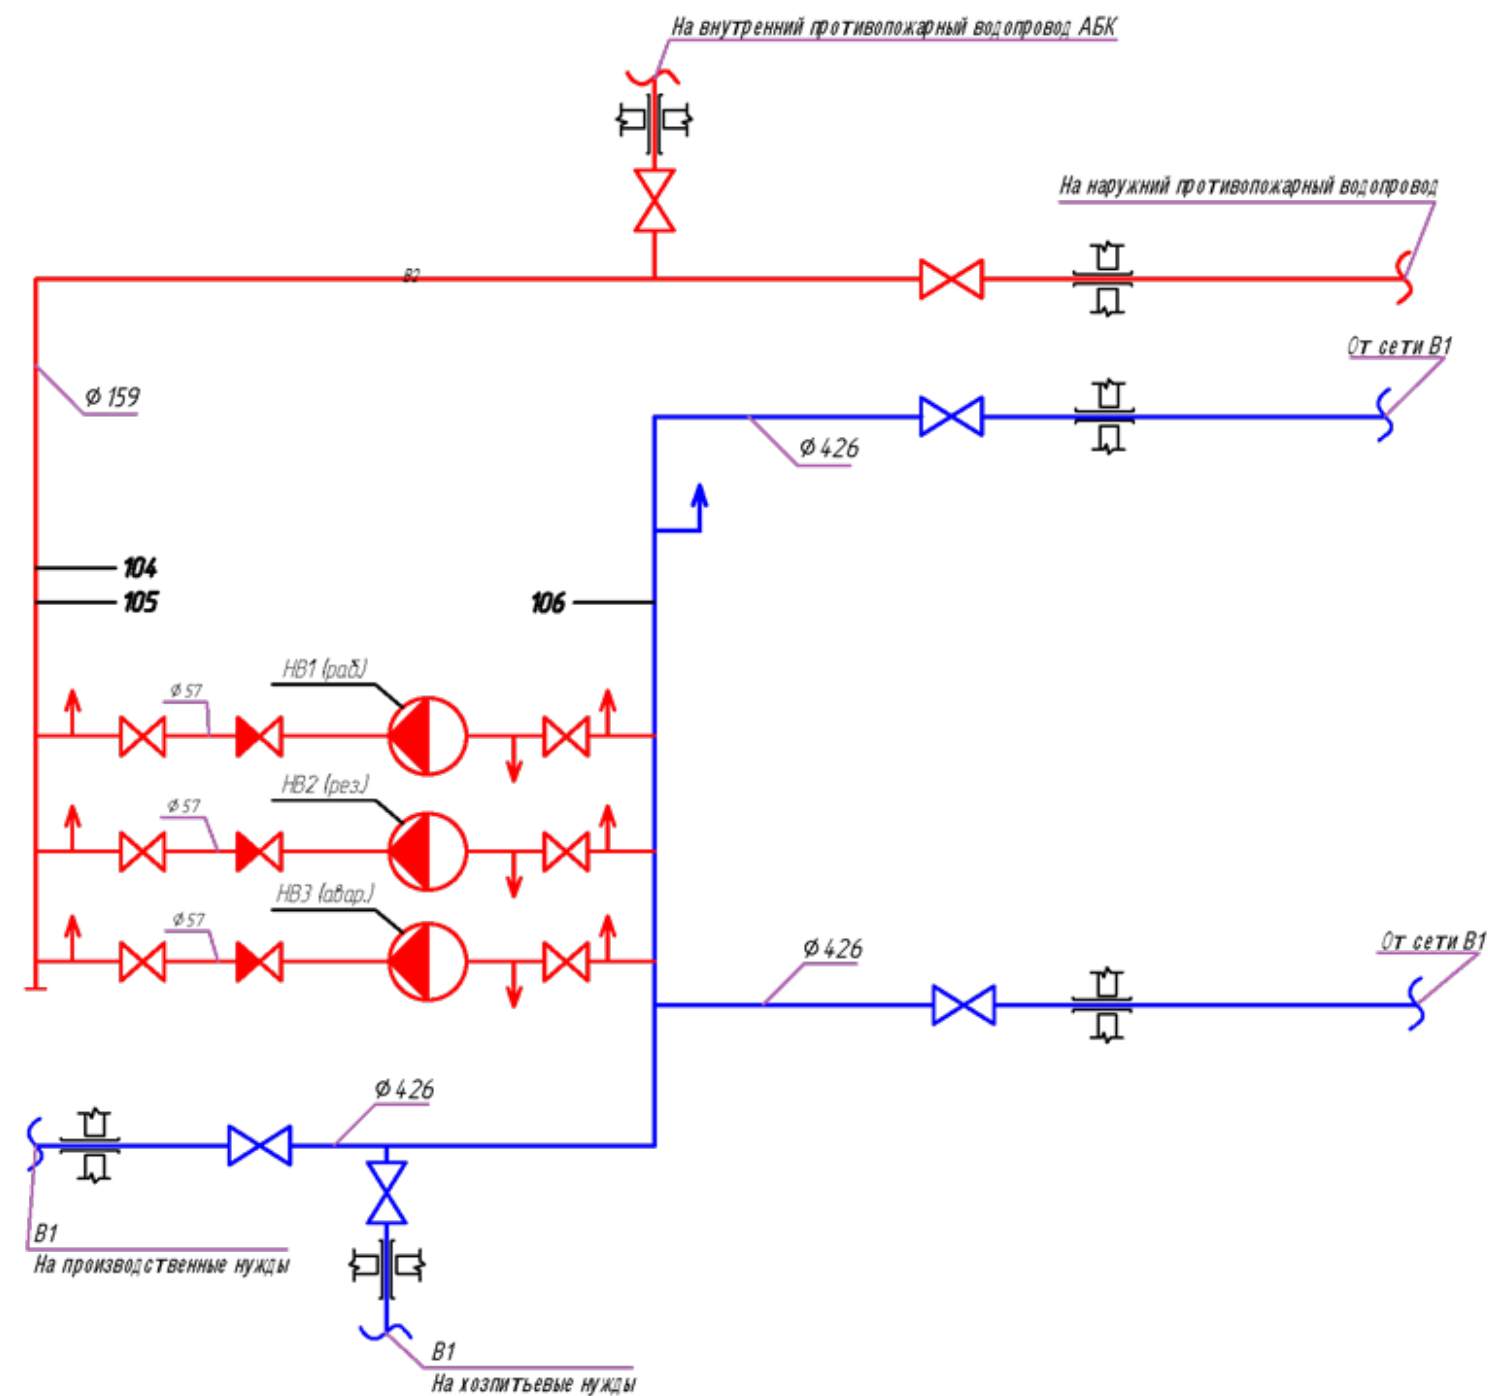 На внутренний противопожарный водопровод АБК
На наружний противопожарный водопровод
В2
От сети В1
Ø 159
Ø 426
104
105
106
НВ1 (раб.)
Ø 57
НВ2 (рез.)
Ø 57
НВ3 (авар.)
Ø 57
Ø 426
От сети В1
Ø 426
В1
На производственные нужды
В1
На хозпитьевые нужды